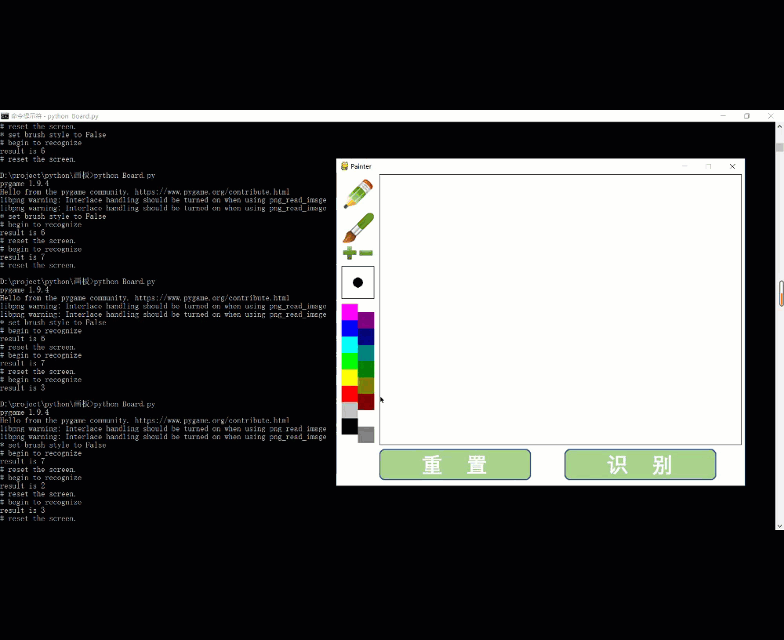 命令提示符 - python Board.py
# reset the screen.
# set brush style to False
# begin to recognize
result is 6
# reset the screen.
D:\project\python\画板>python Board.py
pygame 1.9.4
Hello from the pygame community. https://www.pygame.org/contribute.html
libpng warning: Interlace handling should be turned on when using png_read_image
libpng warning: Interlace handling should be turned on when using png_read_image
# set brush style to False
# begin to recognize
result is 6
# reset the screen.
# begin to recognize
result is 7
# reset the screen.
D:\project\python\画板>python Board.py
pygame 1.9.4
Hello from the pygame community. https://www.pygame.org/contribute.html
libpng warning: Interlace handling should be turned on when using png_read_image
libpng warning: Interlace handling should be turned on when using png_read_image
# set brush style to False
# begin to recognize
result is 6
# reset the screen.
# begin to recognize
result is 7
# reset the screen.
# begin to recognize
result is 3
D:\project\python\画板>python Board.py
pygame 1.9.4
Hello from the pygame community. https://www.pygame.org/contribute.html
libpng warning: Interlace handling should be turned on when using png_read_image
libpng warning: Interlace handling should be turned on when using png_read_image
# set brush style to False
# begin to recognize
result is 7
# reset the screen.
# begin to recognize
result is 2
# reset the screen.
# begin to recognize
result is 3
# reset the screen.
Painter
重 置
识 别